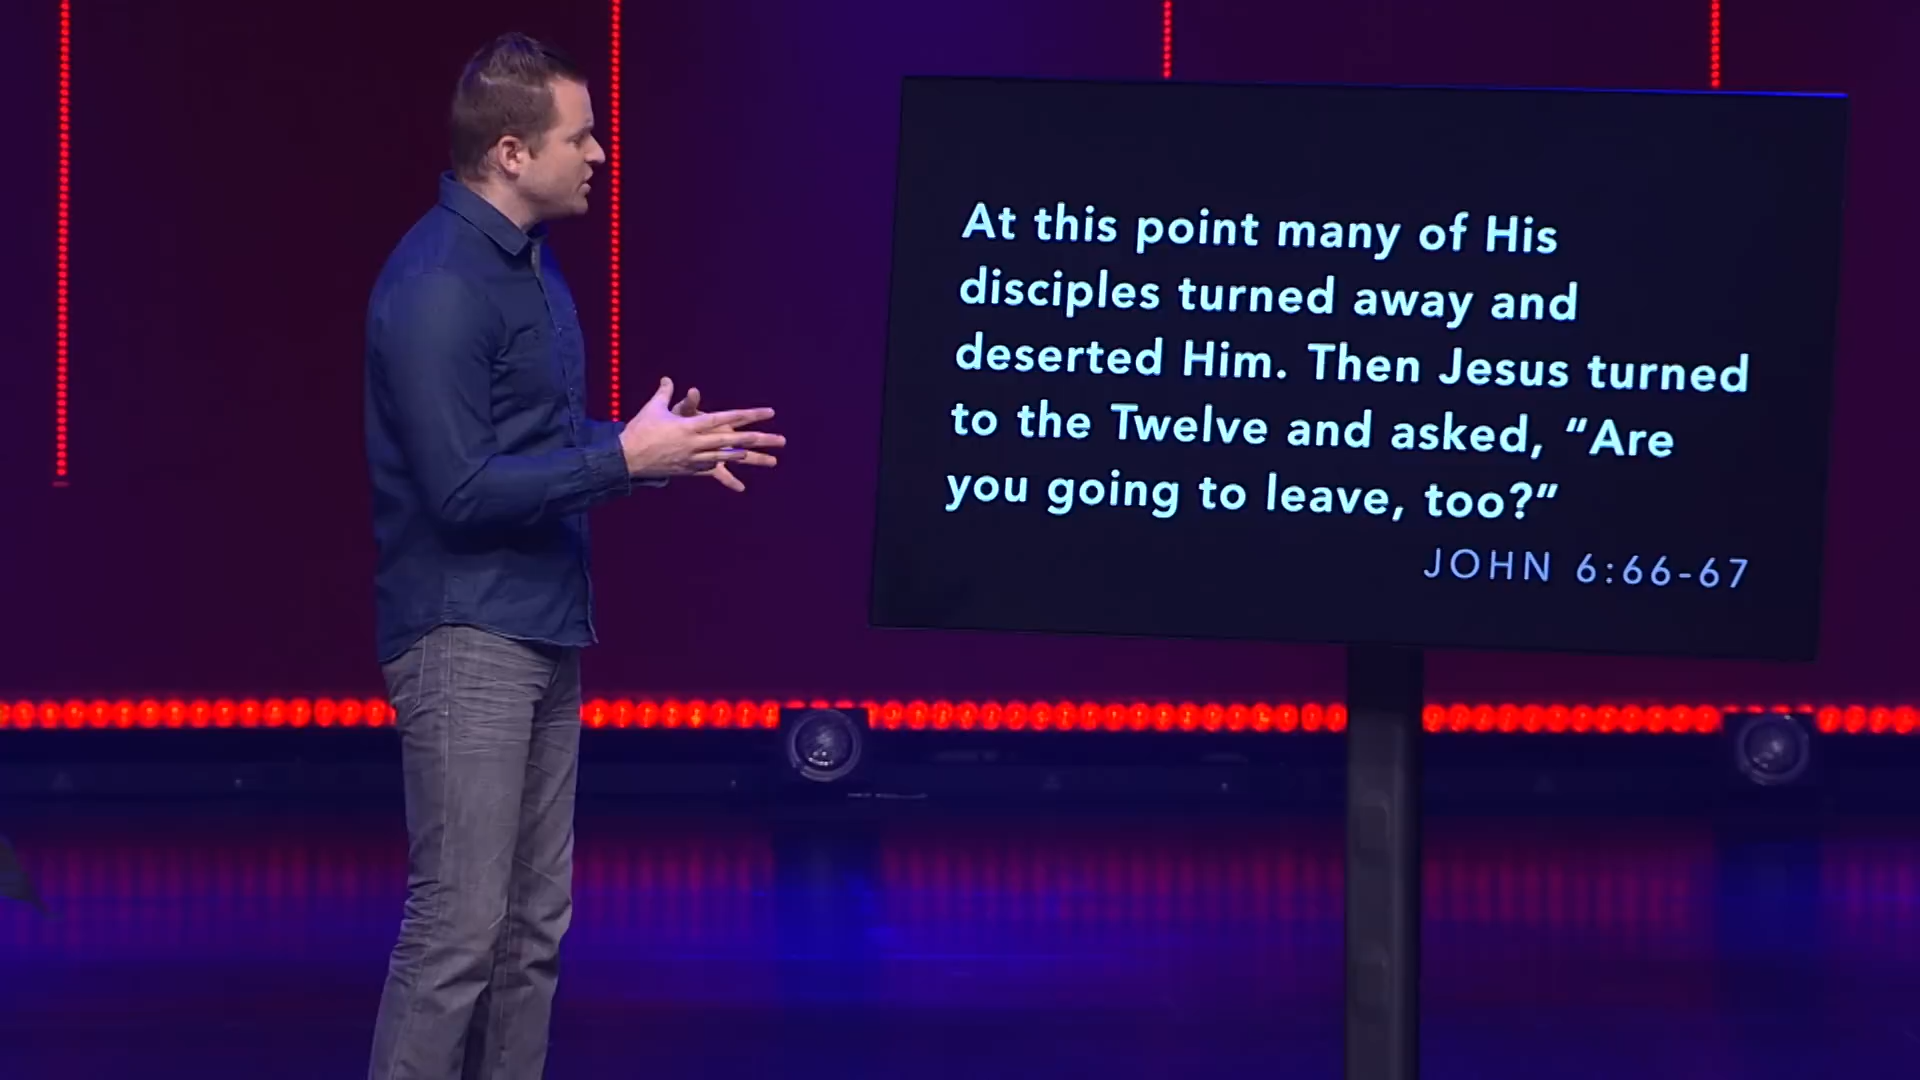 At this point many of His
disciples turned away and
deserted Him. Then Jesus turned
to the Twelve and asked, “Are
you going to leave, too?”
JOHN 6:66-67